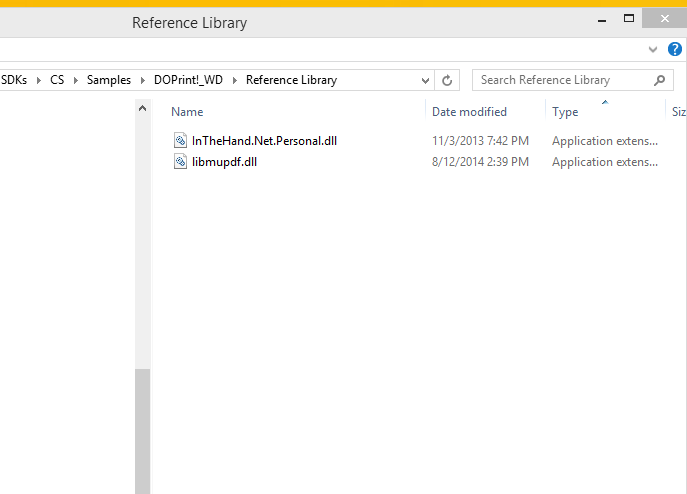 Reference Library
SDKs CS Samples DOPrint!_WD Reference Library Search Reference Library
Name Date modified Type Siz
InTheHand.Net.Personal.dll 11/3/2013 7:42 PM Application extens...
libmupdf.dll 8/12/2014 2:39 PM Application extens...